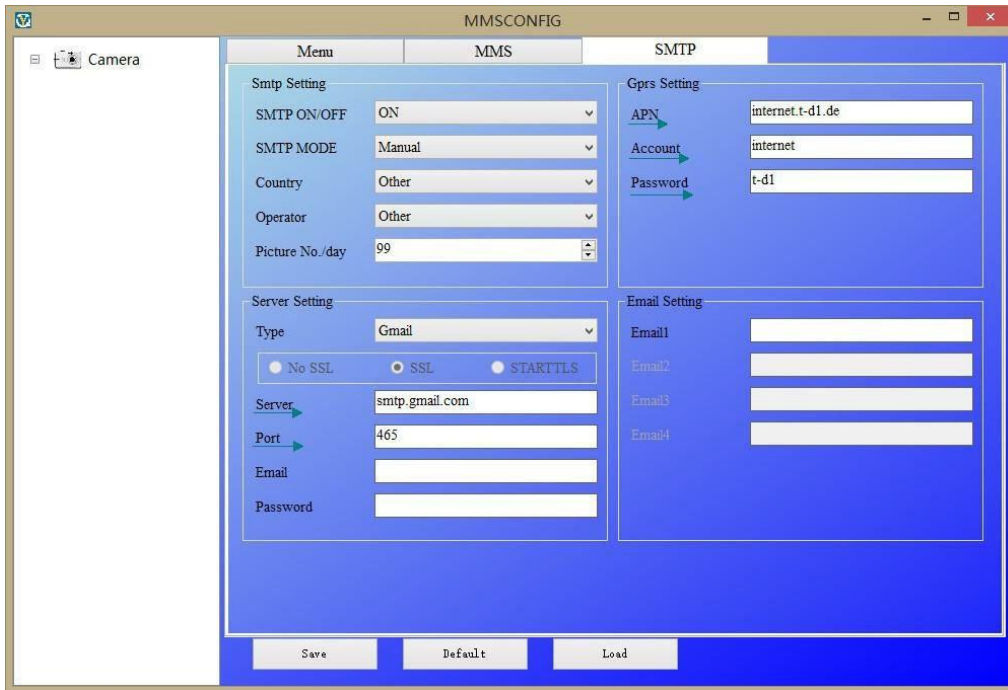 MMSCONFIG
Camera
Menu
MMS
SMTP
Smtp Setting
SMTP ON/OFF
ON
SMTP MODE
Manual
Country
Other
Operator
Other
Picture No./day
99
Gprs Setting
APN
internet.t-d1.de
Account
internet
Password
t-d1
Server Setting
Type
Gmail
No SSL
SSL
STARTTLS
Server
smtp.gmail.com
Port
465
Email
Password
Email Setting
Email1
Email2
Email3
Email4
Save
Default
Load